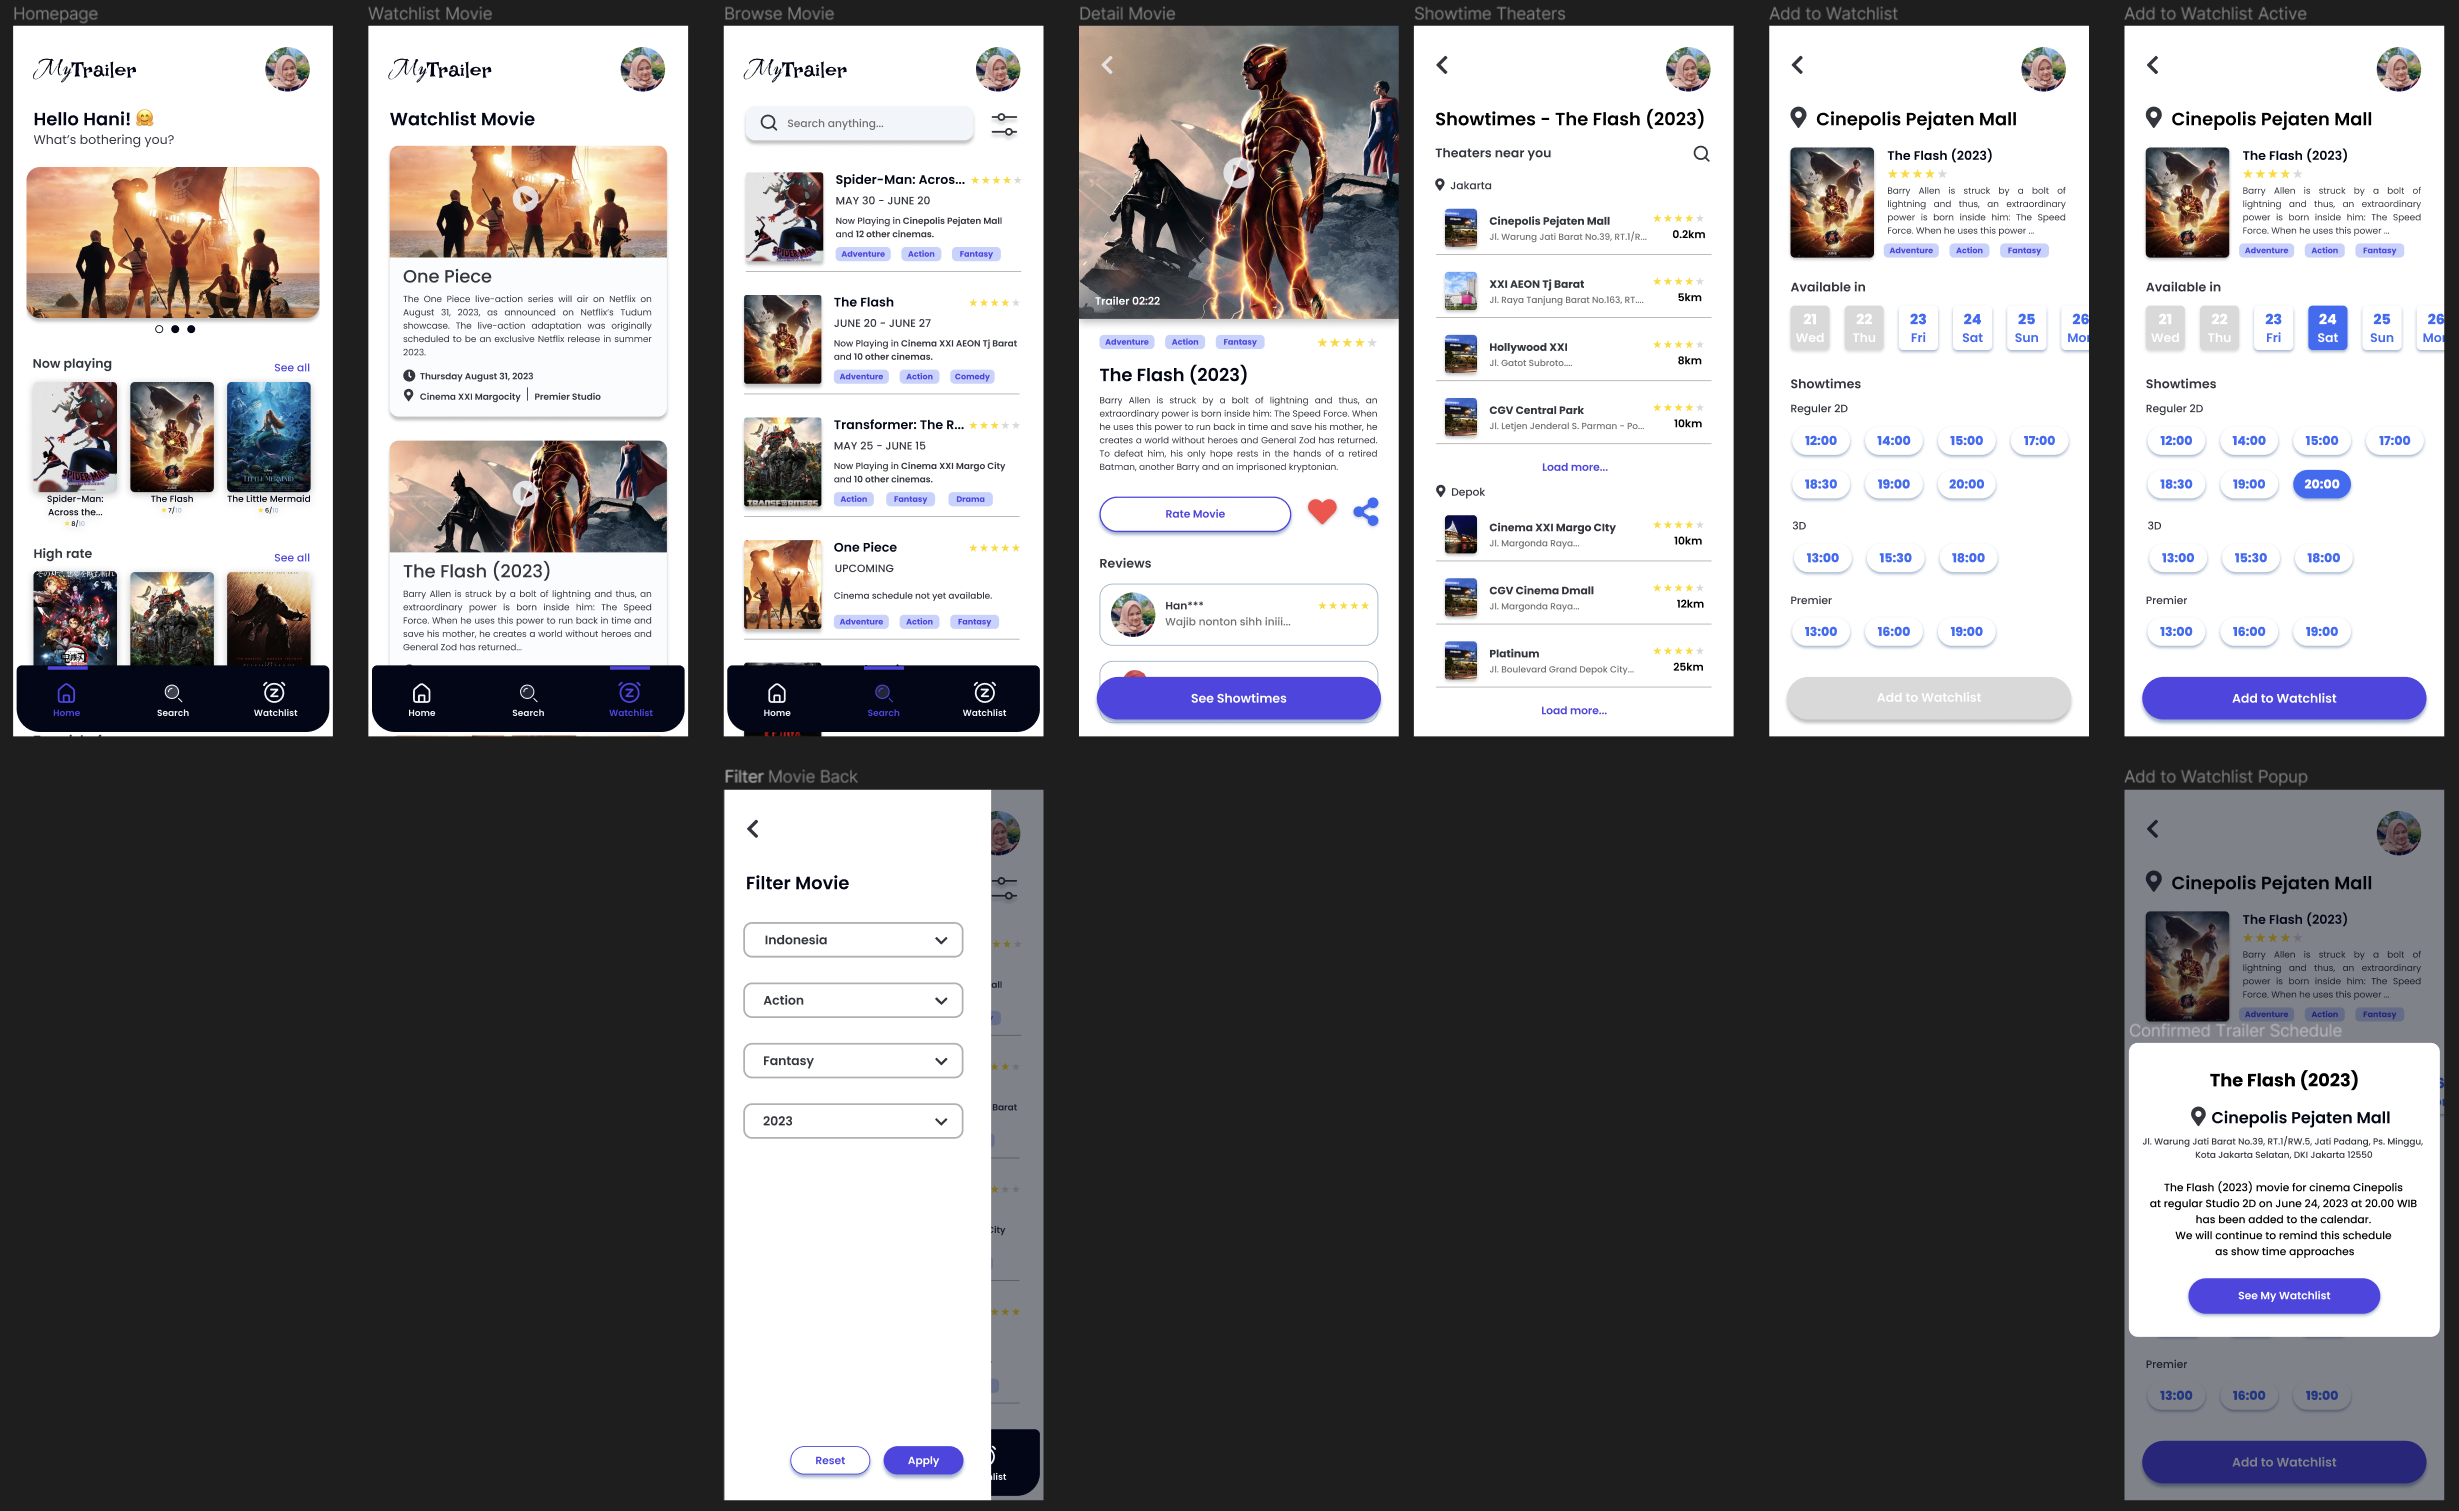 Homepage
MyTrailer
Hello Hani! 🤗
What's bothering you?
Now playing
See all
Spider-Man:
Across the...
8/10
The Flash
7/10
The Little Mermaid
6/10
High rate
See all
Home
Search
Watchlist
Watchlist Movie
MyTrailer
Watchlist Movie
One Piece
The One Piece live-action series will air on Netflix on
August 31, 2023, as announced on Netflix's Tudum
showcase. The live-action adaptation was originally
scheduled to be an exclusive Netflix release in summer
2023.
Thursday August 31, 2023
Cinema XXI Margocity | Premier Studio
The Flash (2023)
Barry Allen is struck by a bolt of lightning and thus, an
extraordinary power is born inside him: The Speed
Force. When he uses this power to run back in time and
save his mother, he creates a world without heroes and
General Zod has returned...
Home
Search
Watchlist
Browse Movie
MyTrailer
Search anything...
Spider-Man: Acros...
MAY 30 - JUNE 20
Now Playing in Cinepolis Pejaten Mall
and 12 other cinemas.
Adventure Action Fantasy
The Flash
JUNE 20 - JUNE 27
Now Playing in Cinema XXI AEON Tj Barat
and 10 other cinemas.
Adventure Action Comedy
Transformer: The R...
MAY 25 - JUNE 15
Now Playing in Cinema XXI Margo City
and 10 other cinemas.
Action Fantasy Drama
One Piece
UPCOMING
Cinema schedule not yet available.
Adventure Action Fantasy
Home
Search
Watchlist
Detail Movie
Trailer 02:22
Adventure Action Fantasy
The Flash (2023)
Barry Allen is struck by a bolt of lightning and thus, an
extraordinary power is born inside him: The Speed Force. When
he uses this power to run back in time and save his mother, he
creates a world without heroes and General Zod has returned.
To defeat him, his only hope rests in the hands of a retired
Batman, another Barry and an imprisoned kryptonian.
Rate Movie
Reviews
Han***
Wajib nonton sihh iniii...
See Showtimes
Showtime Theaters
Showtimes - The Flash (2023)
Theaters near you
Jakarta
Cinepolis Pejaten Mall
Jl. Warung Jati Barat No.39, RT.1/R...
0.2km
XXI AEON Tj Barat
Jl. Raya Tanjung Barat No.163, RT....
5km
Hollywood XXI
Jl. Gatot Subroto....
8km
CGV Central Park
Jl. Letjen Jenderal S. Parman - Po...
10km
Load more...
Depok
Cinema XXI Margo CIty
Jl. Margonda Raya...
10km
CGV Cinema Dmall
Jl. Margonda Raya...
12km
Platinum
Jl. Boulevard Grand Depok City...
25km
Load more...
Add to Watchlist
Cinepolis Pejaten Mall
The Flash (2023)
Barry Allen is struck by a bolt of
lightning and thus, an extraordinary
power is born inside him: The Speed
Force. When he uses this power ...
Adventure Action Fantasy
Available in
21 22 23 24 25 26
Wed Thu Fri Sat Sun Mo
Showtimes
Reguler 2D
12:00 14:00 15:00 17:00
18:30 19:00 20:00
3D
13:00 15:30 18:00
Premier
13:00 16:00 19:00
Add to Watchlist
Add to Watchlist Active
Cinepolis Pejaten Mall
The Flash (2023)
Barry Allen is struck by a bolt of
lightning and thus, an extraordinary
power is born inside him: The Speed
Force. When he uses this power ...
Adventure Action Fantasy
Available in
21 22 23 24 25 26
Wed Thu Fri Sat Sun Mo
Showtimes
Reguler 2D
12:00 14:00 15:00 17:00
18:30 19:00 20:00
3D
13:00 15:30 18:00
Premier
13:00 16:00 19:00
Add to Watchlist
Filter Movie Back
Filter Movie
Indonesia
Action
Fantasy
2023
Reset
Apply
all
Barat
City
list
Add to Watchlist Popup
Cinepolis Pejaten Mall
The Flash (2023)
Barry Allen is struck by a bolt of
lightning and thus, an extraordinary
power is born inside him: The Speed
Force. When he uses this power ...
Adventure Action Fantasy
Confirmed Trailer Schedule
The Flash (2023)
Cinepolis Pejaten Mall
Jl. Warung Jati Barat No.39, RT.1/RW.5, Jati Padang, Ps. Minggu,
Kota Jakarta Selatan, DKI Jakarta 12550
The Flash (2023) movie for cinema Cinepolis
at regular Studio 2D on June 24, 2023 at 20.00 WIB
has been added to the calendar.
We will continue to remind this schedule
as show time approaches
See My Watchlist
Premier
13:00 16:00 19:00
Add to Watchlist